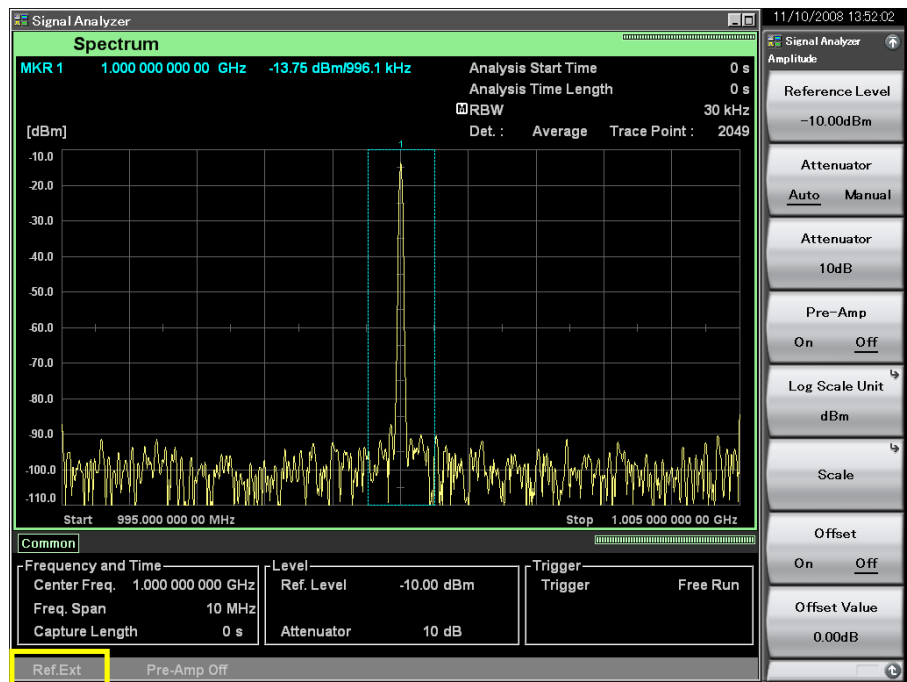 Signal Analyzer
11/10/2008 13:52:02
Spectrum
MKR 1 1.000 000 000 00 GHz -13.75 dBm/996.1 kHz
Analysis Start Time 0 s
Analysis Time Length 0 s
M RBW 30 kHz
[dBm]
Det. : Average Trace Point : 2049
1
-10.0
-20.0
-30.0
-40.0
-50.0
-60.0
-70.0
-80.0
-90.0
-100.0
-110.0
Start 995.000 000 00 MHz
Stop 1.005 000 000 00 GHz
Common
Frequency and Time
Center Freq. 1.000 000 000 GHz
Freq. Span 10 MHz
Capture Length 0 s
Level
Ref. Level -10.00 dBm
Attenuator 10 dB
Trigger
Trigger Free Run
Ref.Ext Pre-Amp Off
Signal Analyzer
Amplitude
Reference Level
-10.00dBm
Attenuator
Auto Manual
Attenuator
10dB
Pre-Amp
On Off
Log Scale Unit
dBm
Scale
Offset
On Off
Offset Value
0.00dB